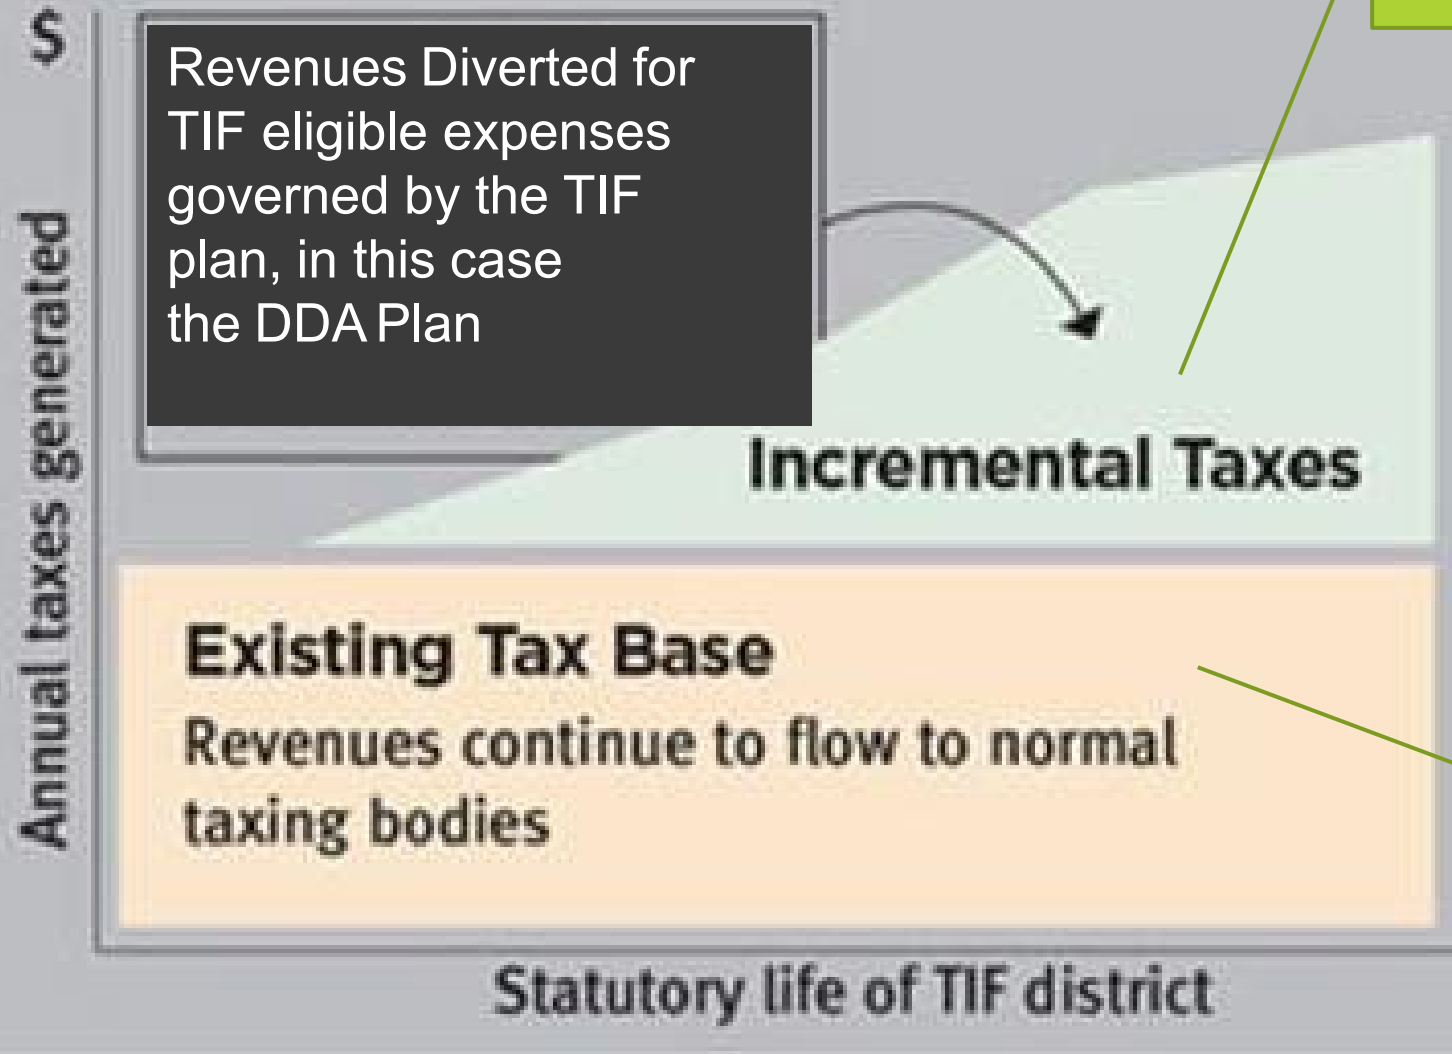 $
Revenues Diverted for
TIF eligible expenses
governed by the TIF
plan, in this case
the DDA Plan
Annual taxes generated
Incremental Taxes
Existing Tax Base
Revenues continue to flow to normal
taxing bodies
Statutory life of TIF district